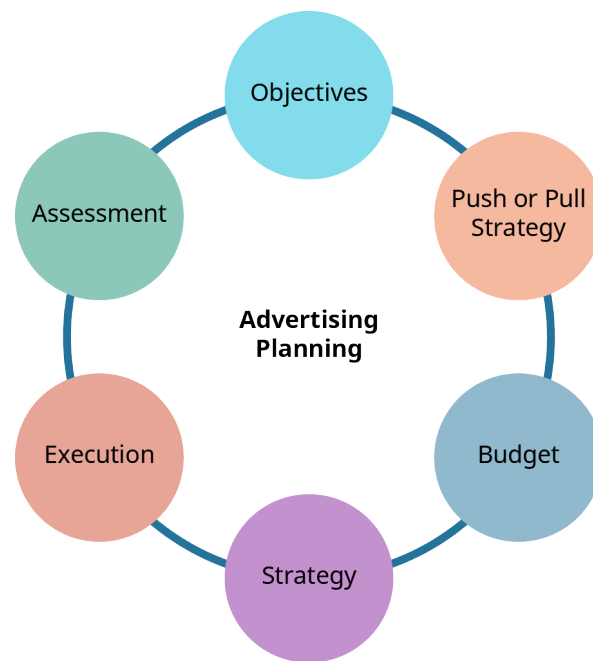 Objectives
Push or Pull
Strategy
Budget
Strategy
Execution
Assessment
Advertising
Planning